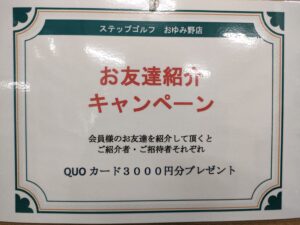 ステップゴルフ　おゆみ野店
お友達紹介
キャンペーン
会員様のお友達を紹介して頂くと
ご紹介者・ご招待者それぞれ
QUOカード３０００円分プレゼント